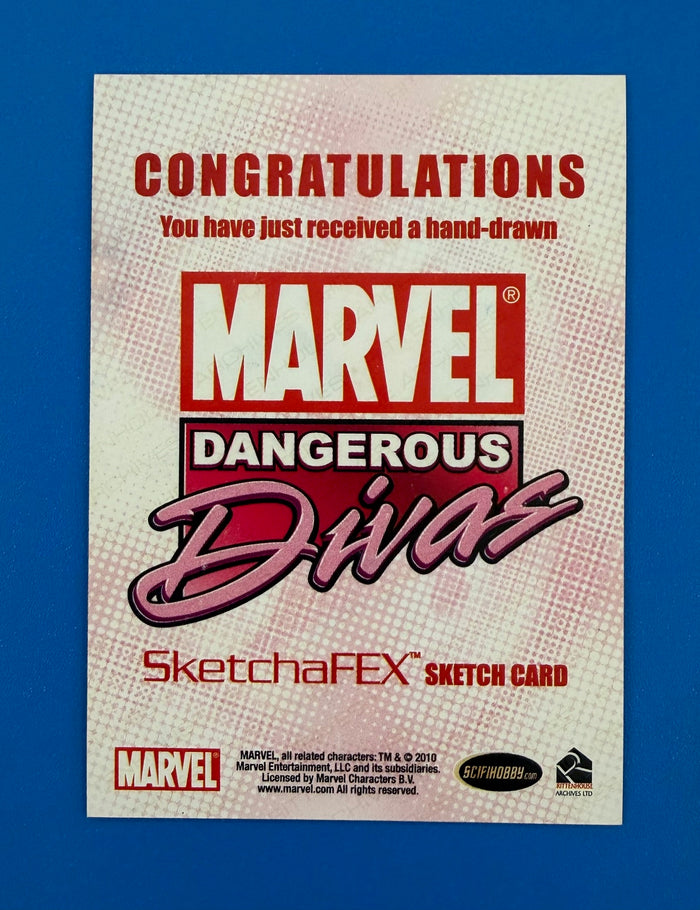 CONGRATULATIONS
You have just received a hand-drawn
MARVEL®
DANGEROUS
Divas
SketchaFEX™ SKETCH CARD
MARVEL
MARVEL, all related characters: TM & © 2010
Marvel Entertainment, LLC and its subsidiaries.
Licensed by Marvel Characters B.V.
www.marvel.com All rights reserved.
SCIFIHOBBY.com
RITTENHOUSE
ARCHIVES LTD